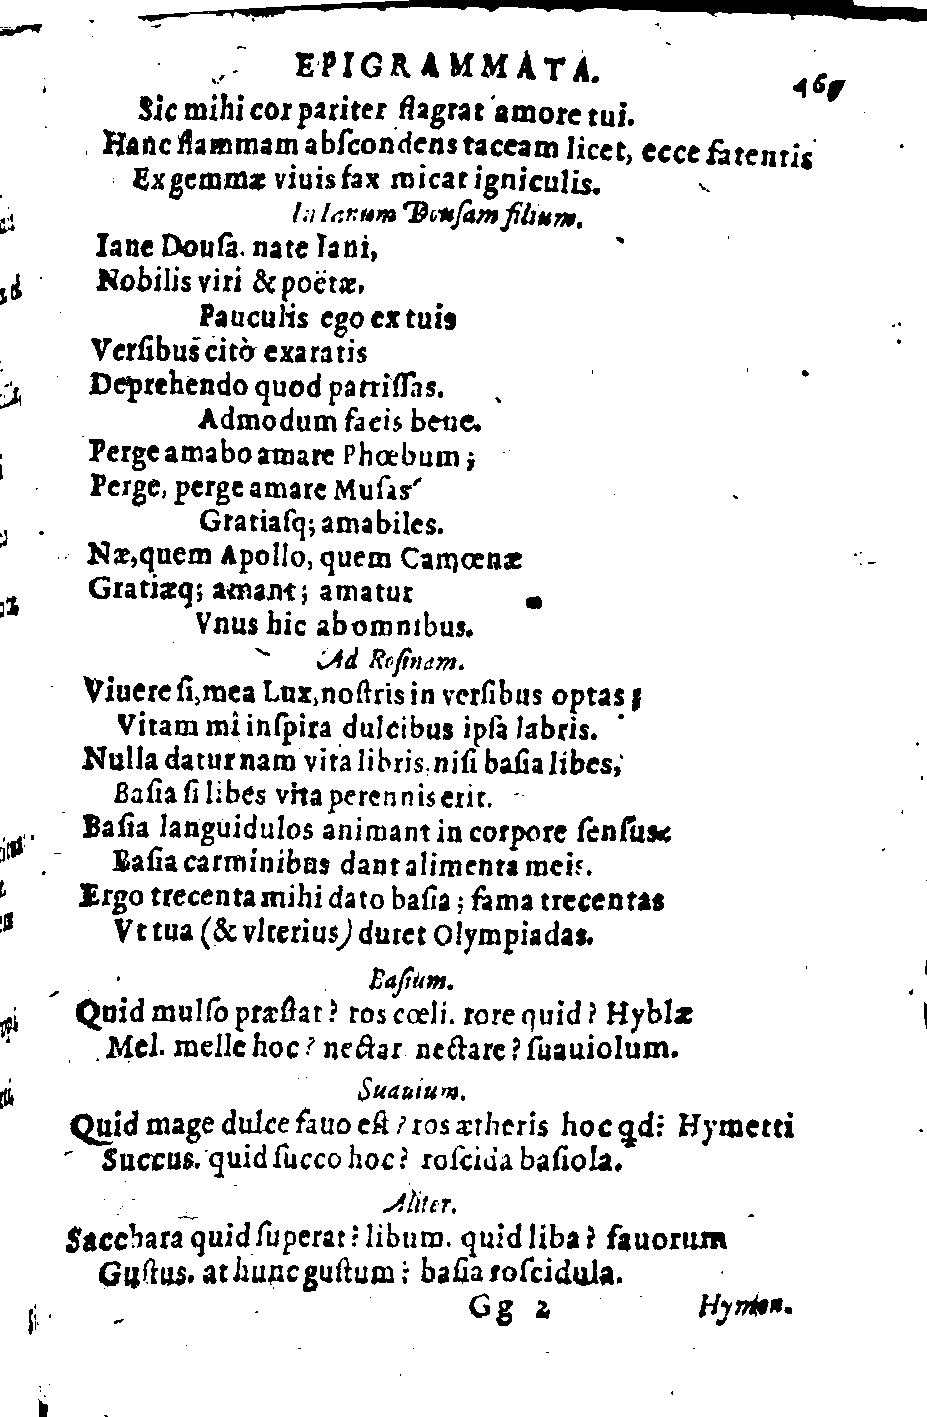 EPIGRAMMATA.
Sic mihi cor pariter flagrat amore tui.
Hanc flammam abſcondens taceam licet, ecce fatentis
Ex gemmæ viuis fax micat igniculis.
In Ianum Douſam filium.
Iane Douſa. nate Iani,
Nobilis viri & poëtæ,
Pauculis ego ex tuis
Verſibus citò exaratis
Deprehendo quod patriſſas.
Admodum facis bene.
Perge amabo amare Phœbum;
Perge, perge amare Muſas
Gratiaſq; amabiles.
Næ, quem Apollo, quem Camœnæ
Gratiæq; amant; amatur
Vnus hic ab omnibus.
Ad Roſinam.
Viuere ſi, mea Lux, noſtris in verſibus optas;
Vitam mî inſpira dulcibus ipſa labris.
Nulla datur nam vita libris. niſi baſia libes;
Baſia ſi libes vita perennis erit.
Baſia languidulos animant in corpore ſenſus
Baſia carminibus dant alimenta meis.
Ergo trecenta mihi dato baſia; fama trecentas
Vt tua (& vlterius) duret Olympiadas.
Baſium.
Quid mulſo præſtat? ros cœli. rore quid? Hyblæ
Mel. melle hoc? nectar nectare? ſuauiolum.
Suauium.
Quid mage dulce fauo eſt? ros ætheris hoc qd? Hymetti
Succus. quid ſucco hoc? roſcida baſiola.
Aliter.
Sacchara quid ſuperat? libum. quid liba? fauorum
Guſtus. at hunc guſtum? baſia roſcidula.
Gg 2 Hymen.